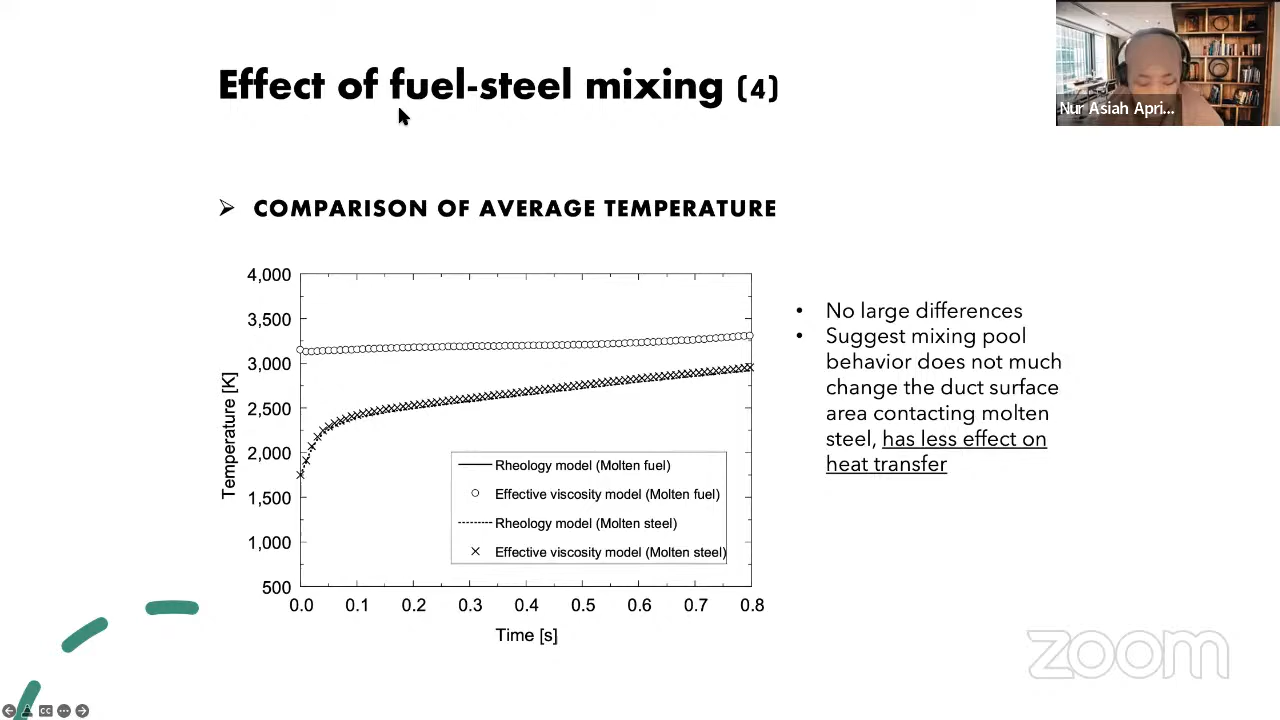 Effect of fuel-steel mixing (4)
Nur Asiah Apri...
➢ COMPARISON OF AVERAGE TEMPERATURE
4,000
3,500
3,000
2,500
2,000
1,500
1,000
500
Temperature [K]
Rheology model (Molten fuel)
Effective viscosity model (Molten fuel)
Rheology model (Molten steel)
Effective viscosity model (Molten steel)
0.0 0.1 0.2 0.3 0.4 0.5 0.6 0.7 0.8
Time [s]
• No large differences
• Suggest mixing pool
behavior does not much
change the duct surface
area contacting molten
steel, has less effect on
heat transfer
zoom
CC